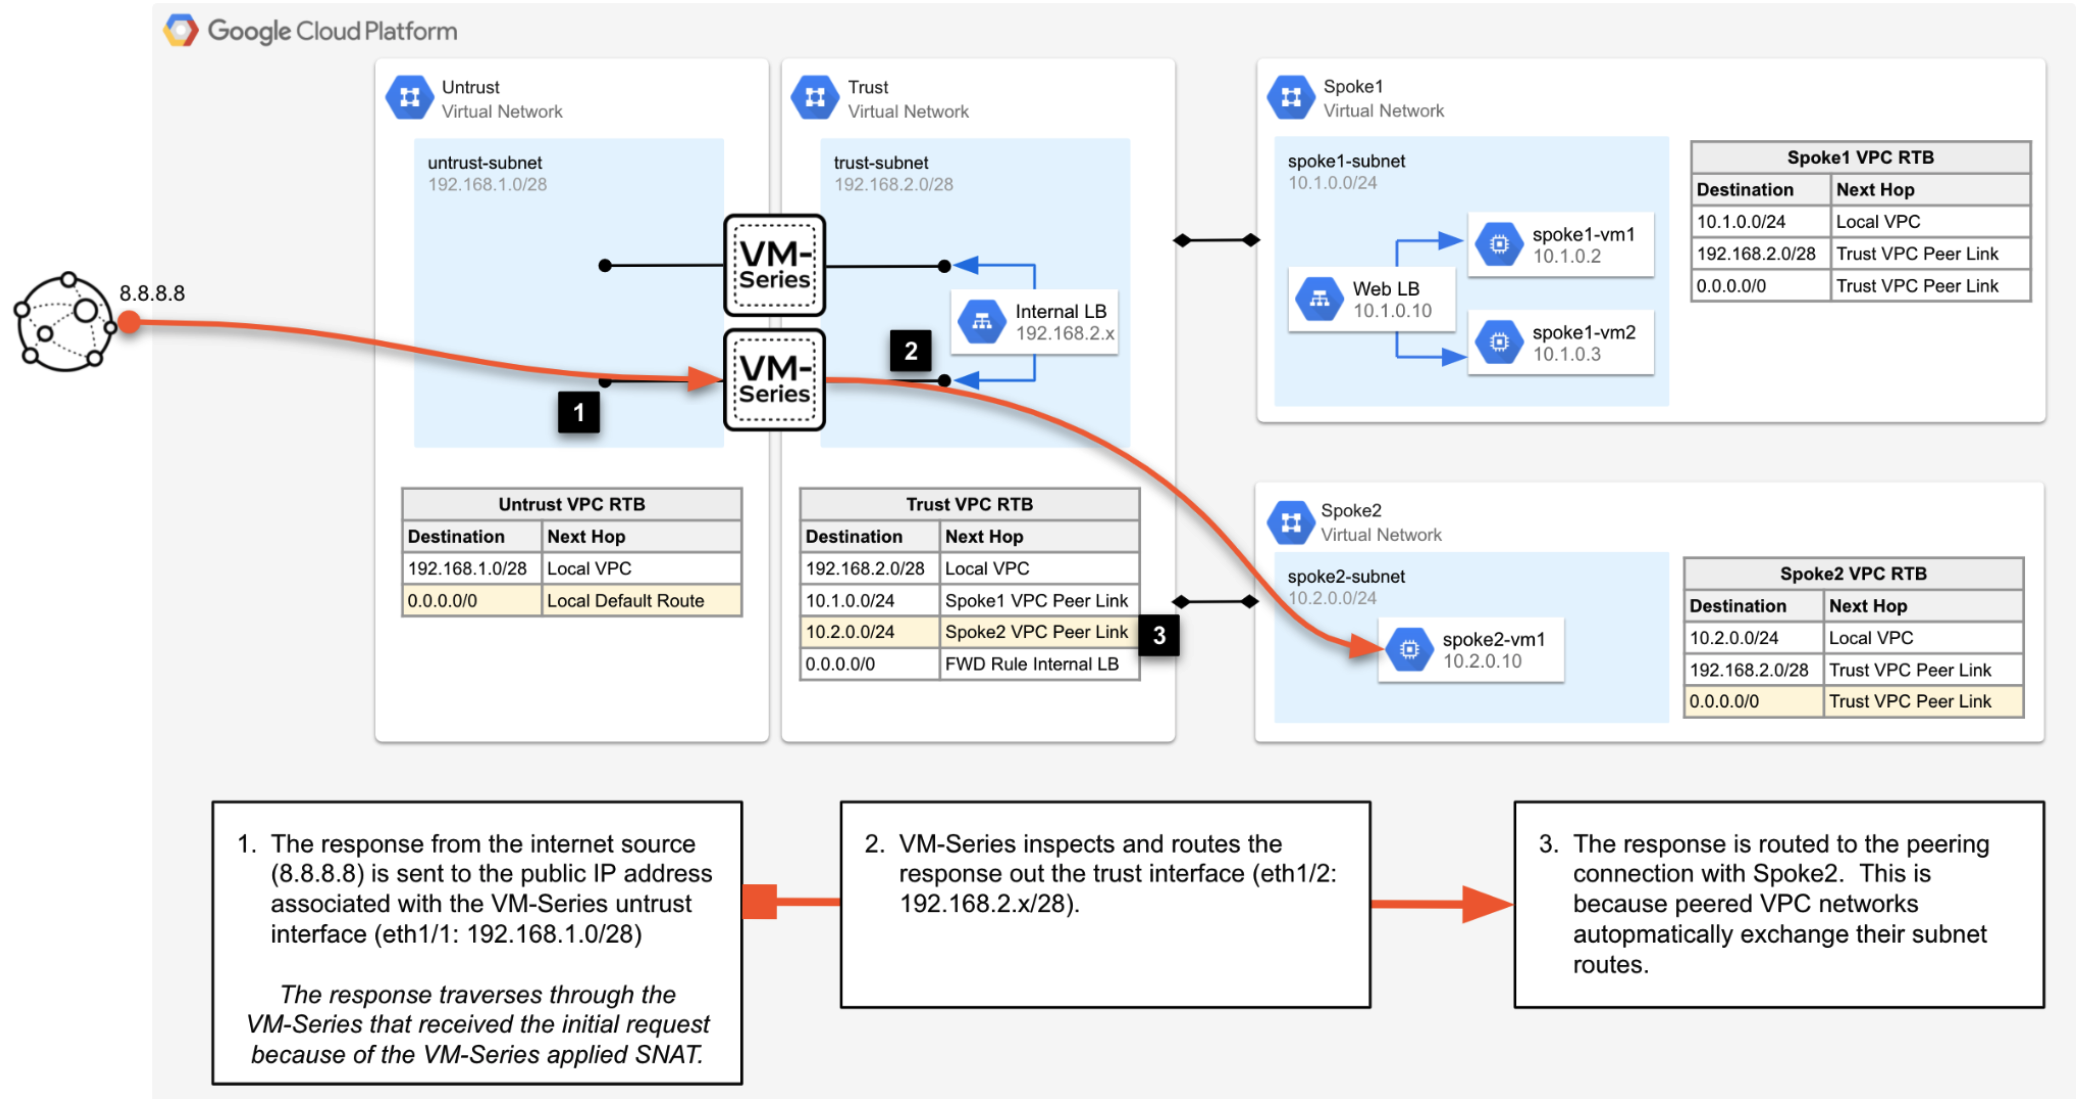 Google Cloud Platform
Untrust
Virtual Network
untrust-subnet
192.168.1.0/28
Trust
Virtual Network
trust-subnet
192.168.2.0/28
VM-
Series
VM-
Series
Internal LB
192.168.2.x
8.8.8.8
1
2
Untrust VPC RTB
Destination Next Hop
192.168.1.0/28 Local VPC
0.0.0.0/0 Local Default Route
Trust VPC RTB
Destination Next Hop
192.168.2.0/28 Local VPC
10.1.0.0/24 Spoke1 VPC Peer Link
10.2.0.0/24 Spoke2 VPC Peer Link
0.0.0.0/0 FWD Rule Internal LB
3
Spoke1
Virtual Network
spoke1-subnet
10.1.0.0/24
Web LB
10.1.0.10
spoke1-vm1
10.1.0.2
spoke1-vm2
10.1.0.3
Spoke1 VPC RTB
Destination Next Hop
10.1.0.0/24 Local VPC
192.168.2.0/28 Trust VPC Peer Link
0.0.0.0/0 Trust VPC Peer Link
Spoke2
Virtual Network
spoke2-subnet
10.2.0.0/24
spoke2-vm1
10.2.0.10
Spoke2 VPC RTB
Destination Next Hop
10.2.0.0/24 Local VPC
192.168.2.0/28 Trust VPC Peer Link
0.0.0.0/0 Trust VPC Peer Link
1. The response from the internet source
(8.8.8.8) is sent to the public IP address
associated with the VM-Series untrust
interface (eth1/1: 192.168.1.0/28)
The response traverses through the
VM-Series that received the initial request
because of the VM-Series applied SNAT.
2. VM-Series inspects and routes the
response out the trust interface (eth1/2:
192.168.2.x/28).
3. The response is routed to the peering
connection with Spoke2. This is
because peered VPC networks
autopmatically exchange their subnet
routes.